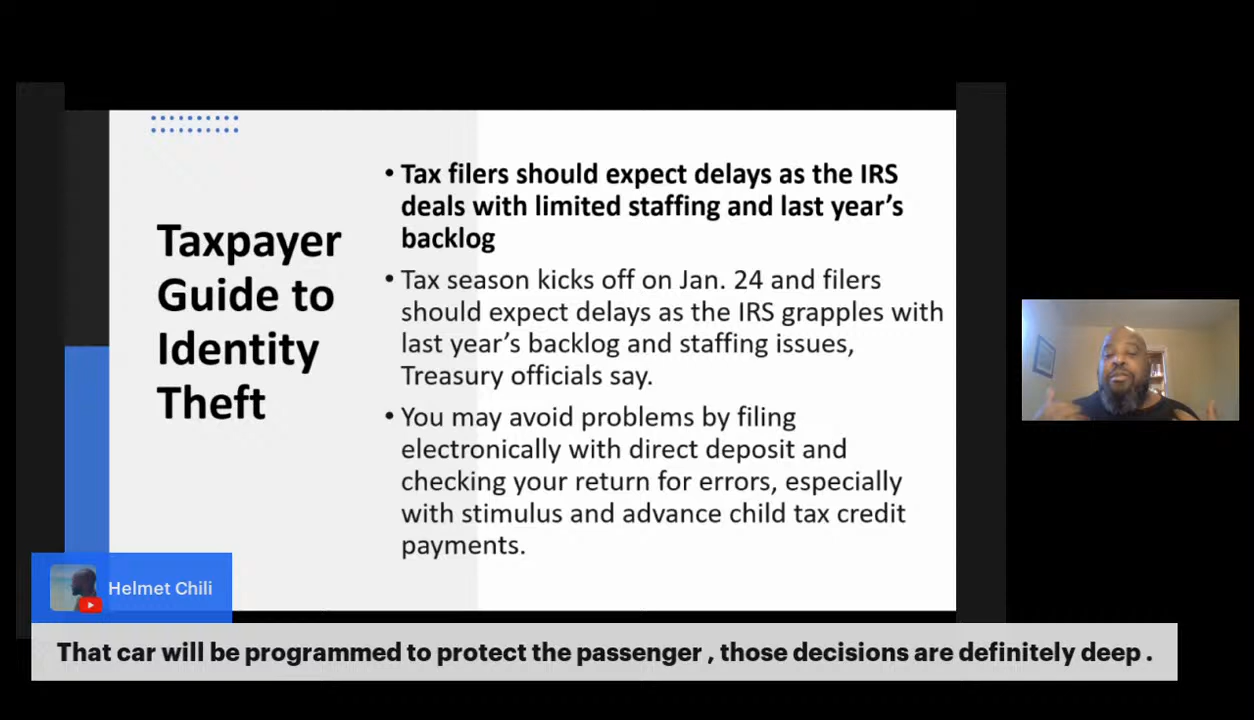 Taxpayer
Guide to
Identity
Theft
• Tax filers should expect delays as the IRS
deals with limited staffing and last year's
backlog
• Tax season kicks off on Jan. 24 and filers
should expect delays as the IRS grapples with
last year's backlog and staffing issues,
Treasury officials say.
• You may avoid problems by filing
electronically with direct deposit and
checking your return for errors, especially
with stimulus and advance child tax credit
payments.
Helmet Chili
That car will be programmed to protect the passenger , those decisions are definitely deep .